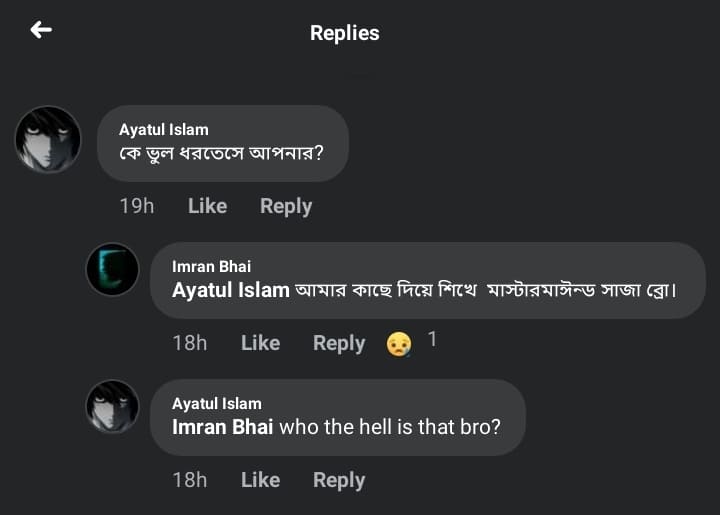 Replies
Ayatul Islam
কে ভুল ধরতেসে আপনার?
19h Like Reply
Imran Bhai
Ayatul Islam আমার কাছে দিয়ে শিখে মাস্টারমাঈন্ড সাজা ব্রো।
18h Like Reply 1
Ayatul Islam
Imran Bhai who the hell is that bro?
18h Like Reply